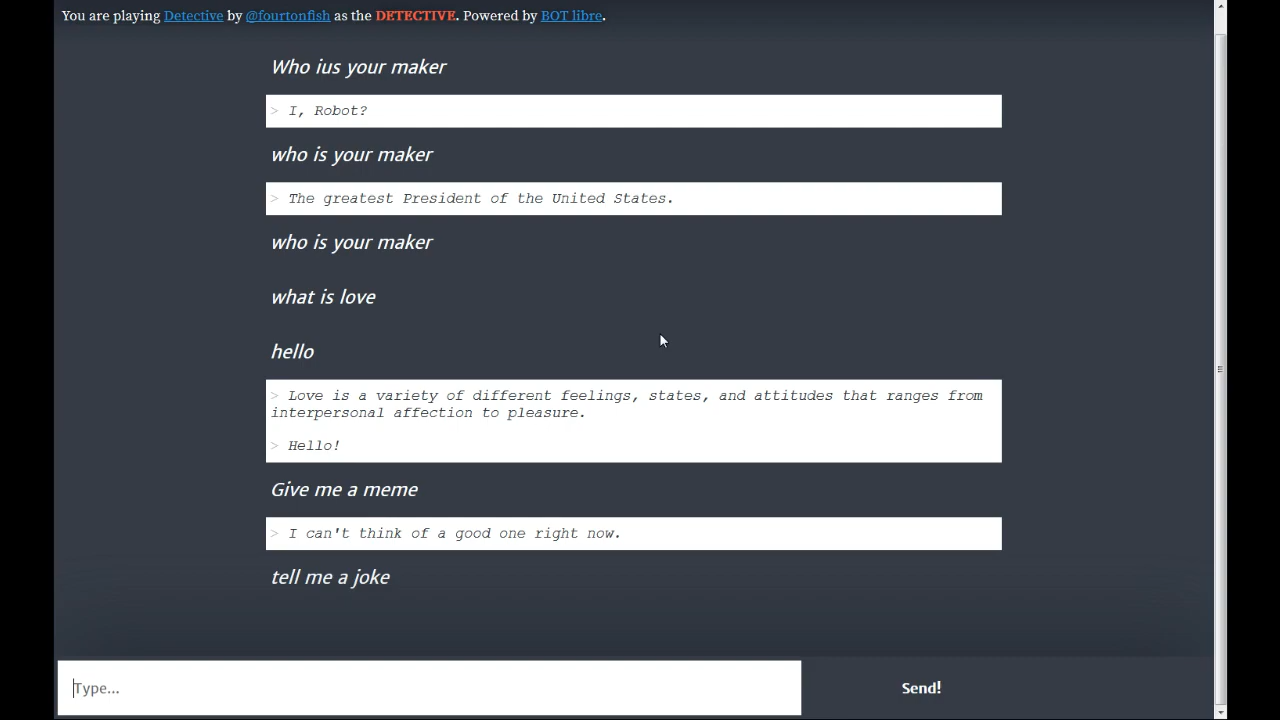 You are playing Detective by @fourtonfish as the DETECTIVE. Powered by BOT libre.
Who ius your maker
> I, Robot?
who is your maker
> The greatest President of the United States.
who is your maker
what is love
hello
> Love is a variety of different feelings, states, and attitudes that ranges from
interpersonal affection to pleasure.
> Hello!
Give me a meme
> I can't think of a good one right now.
tell me a joke
Type...
Send!